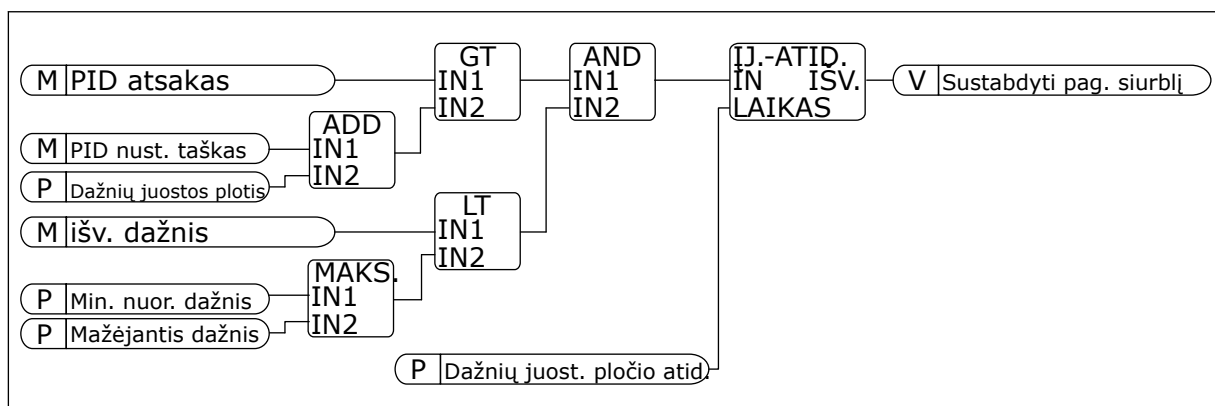 M PID atsakas
M PID nust. taškas
P Dažnių juostos plotis
M išv. dažnis
P Min. nuor. dažnis
P Mažėjantis dažnis
ADD
IN1
IN2
MAKS.
IN1
IN2
GT
IN1
IN2
LT
IN1
IN2
AND
IN1
IN2
P Dažnių juost. pločio atid.
IJ.-ATID.
IN IŠV.
LAIKAS
V Sustabdyti pag. siurblį